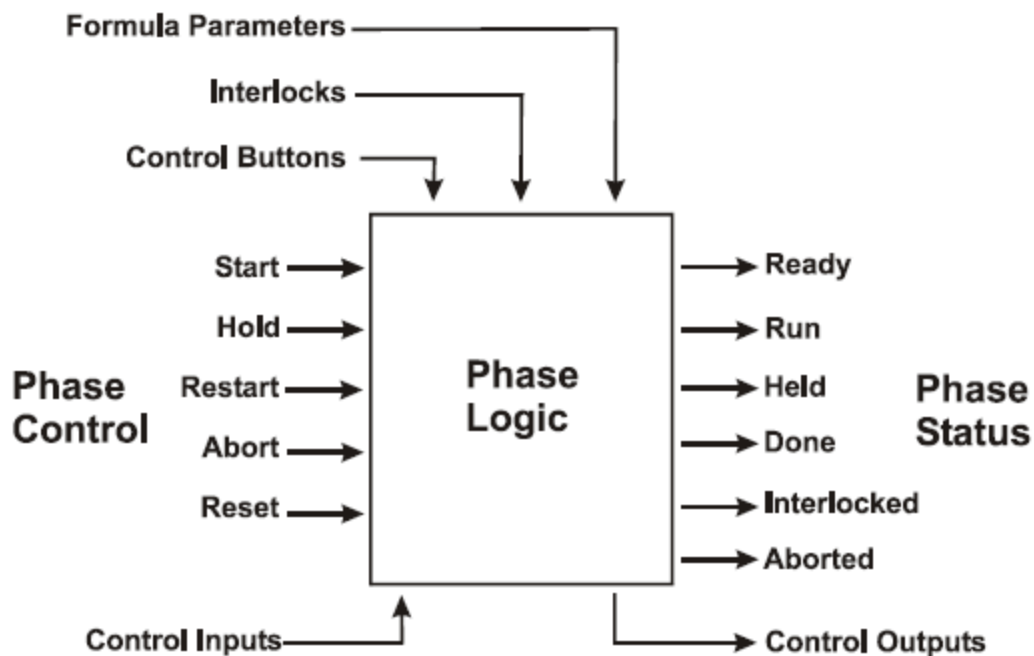 Formula Parameters
Interlocks
Control Buttons
Start
Hold
Restart
Abort
Reset
Phase
Control
Phase
Logic
Ready
Run
Held
Done
Interlocked
Aborted
Phase
Status
Control Inputs
Control Outputs